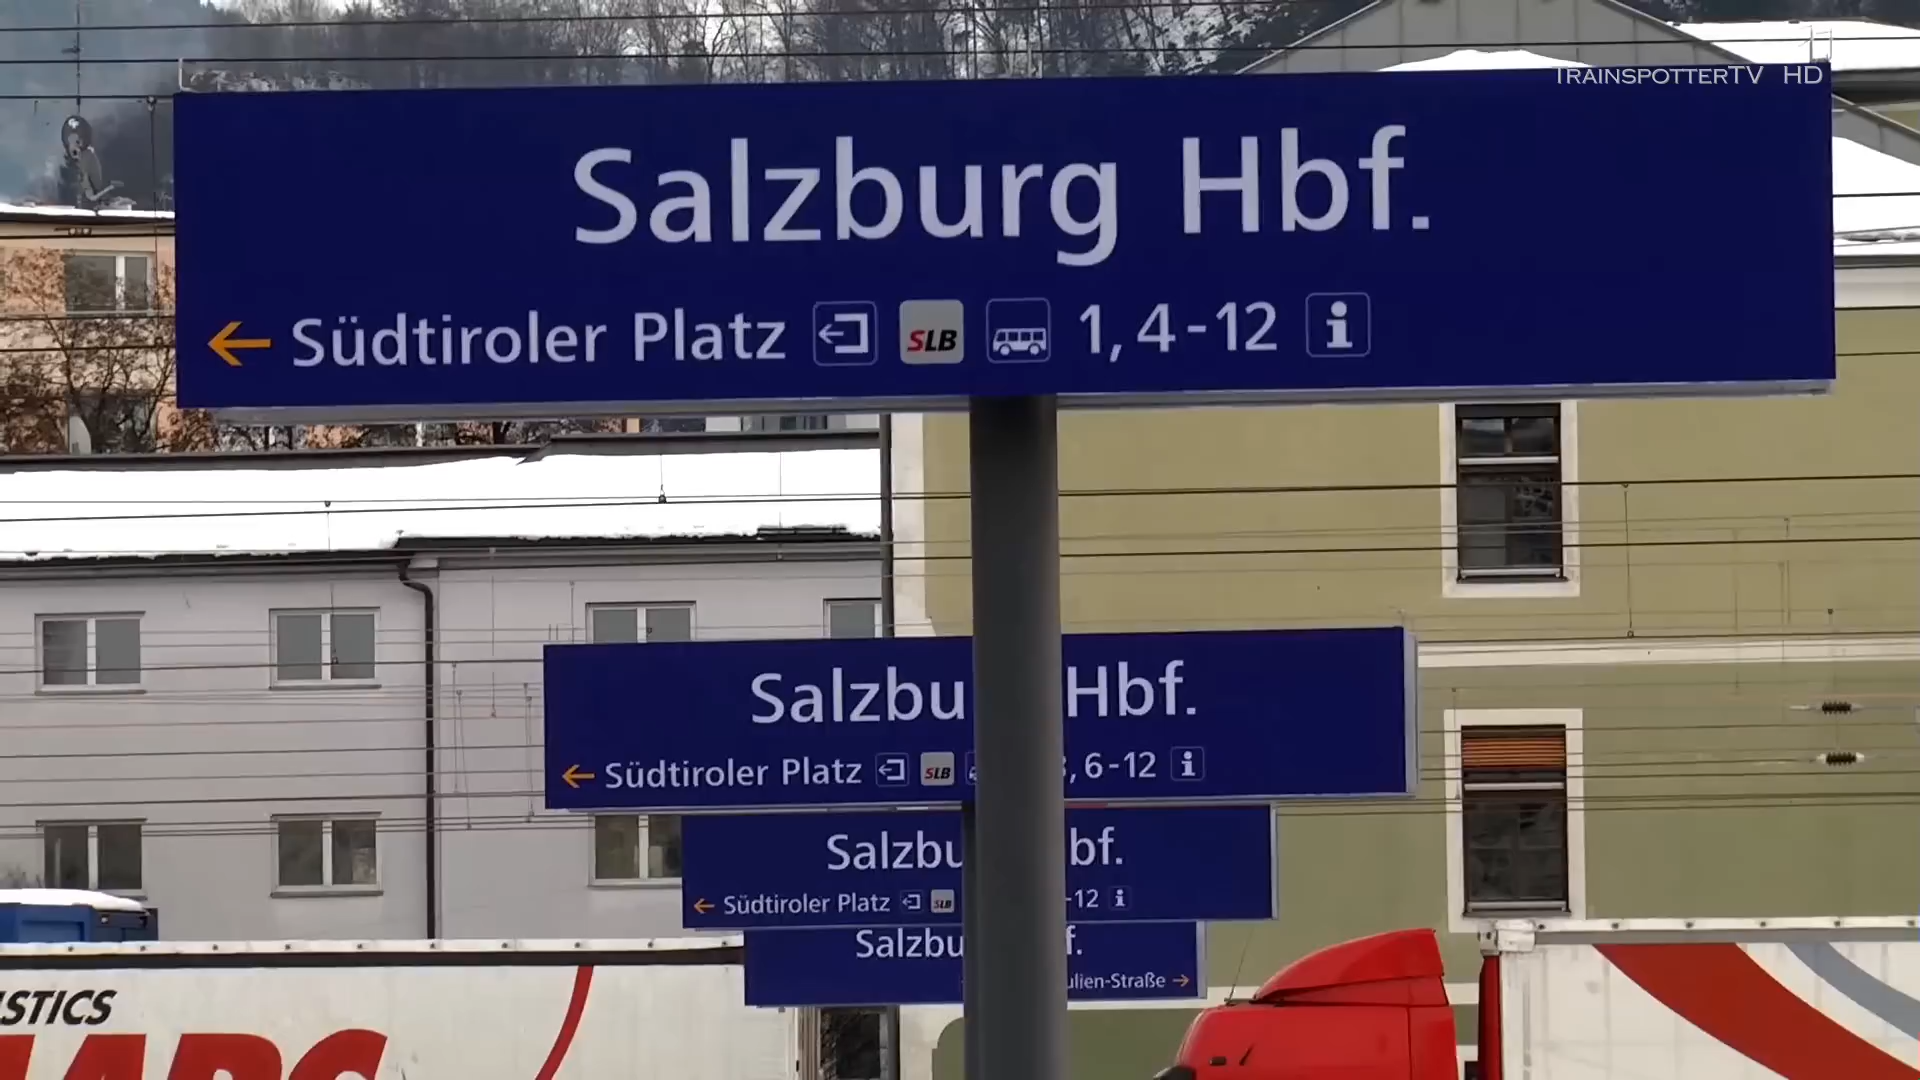 TRAINSPOTTERTV HD
Salzburg Hbf.
← Südtiroler Platz SLB 1, 4-12 i
Salzbu Hbf.
← Südtiroler Platz SLB , 6-12 i
Salzbu bf.
← Südtiroler Platz SLB -12 i
Salzbu f.
ulien-Straße →
STICS